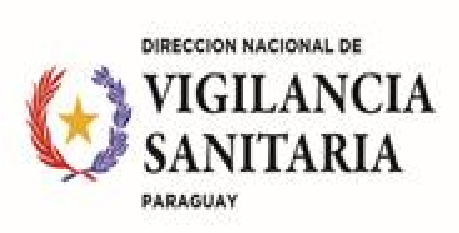 DIRECCION NACIONAL DE
VIGILANCIA
SANITARIA
PARAGUAY